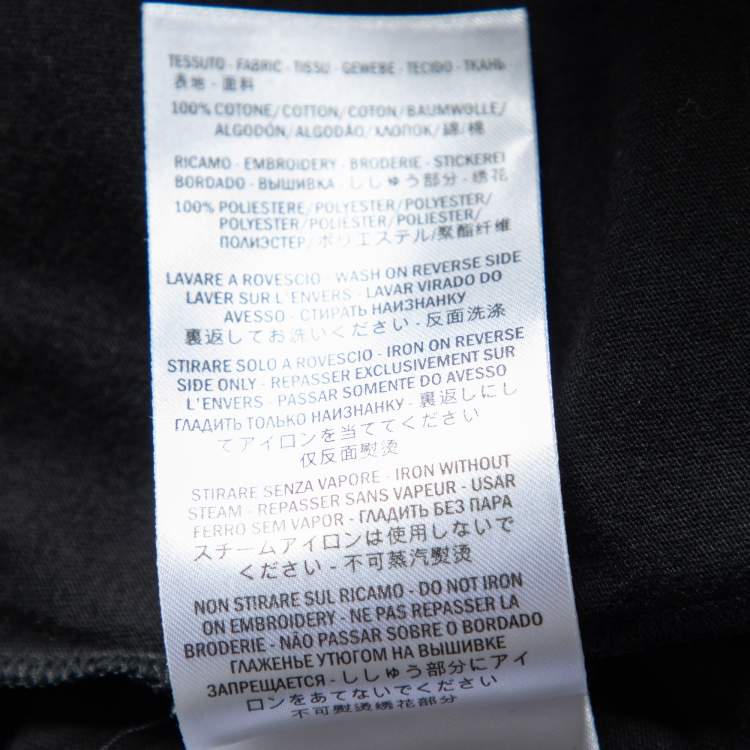 TESSUTO - FABRIC - TISSU - GEWEBE - TECIDO - ТКАНЬ
表地 - 面料
100% COTONE/COTTON/COTON/BAUMWOLLE/
ALGODÓN/ALGODÃO/ХЛОПОК/綿/棉
RICAMO - EMBROIDERY - BRODERIE - STICKEREI
BORDADO - ВЫШИВКА - ししゅう部分 - 绣花
100% POLIESTERE/POLYESTER/POLYESTER/
POLYESTER/POLIÉSTER/POLIÉSTER/
ПОЛИЭСТЕР/ポリエステル/聚酯纤维
LAVARE A ROVESCIO - WASH ON REVERSE SIDE
LAVER SUR L'ENVERS - LAVAR VIRADO DO
AVESSO - СТИРАТЬ НАИЗНАНКУ
裏返してお洗いください - 反面洗涤
STIRARE SOLO A ROVESCIO - IRON ON REVERSE
SIDE ONLY - REPASSER EXCLUSIVEMENT SUR
L'ENVERS - PASSAR SOMENTE DO AVESSO
ГЛАДИТЬ ТОЛЬКО НАИЗНАНКУ - 裏返しにし
てアイロンを当ててください
仅反面熨烫
STIRARE SENZA VAPORE - IRON WITHOUT
STEAM - REPASSER SANS VAPEUR - USAR
FERRO SEM VAPOR - ГЛАДИТЬ БЕЗ ПАРА
スチームアイロンは使用しないで
ください - 不可蒸汽熨烫
NON STIRARE SUL RICAMO - DO NOT IRON
ON EMBROIDERY - NE PAS REPASSER LA
BRODERIE - NÃO PASSAR SOBRE O BORDADO
ГЛАЖЕНЬЕ УТЮГОМ НА ВЫШИВКЕ
ЗАПРЕЩАЕТСЯ - ししゅう部分にアイ
ロンをあてないでください
不可熨烫绣花部分